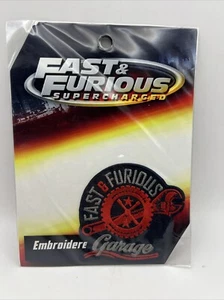 FAST &
FURIOUS
SUPERCHARGED
FAST & FURIOUS
Garage
Embroidere